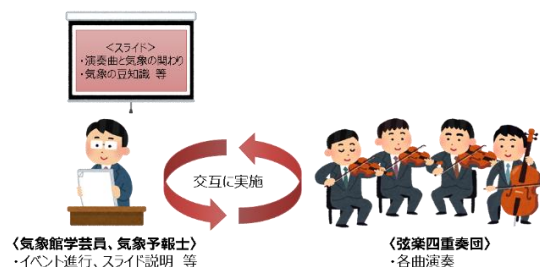 ＜スライド＞
・演奏曲と気象の関わり
・気象の豆知識 等
交互に実施
〈気象館学芸員、気象予報士〉
・イベント進行、スライド説明 等
〈弦楽四重奏団〉
・各曲演奏